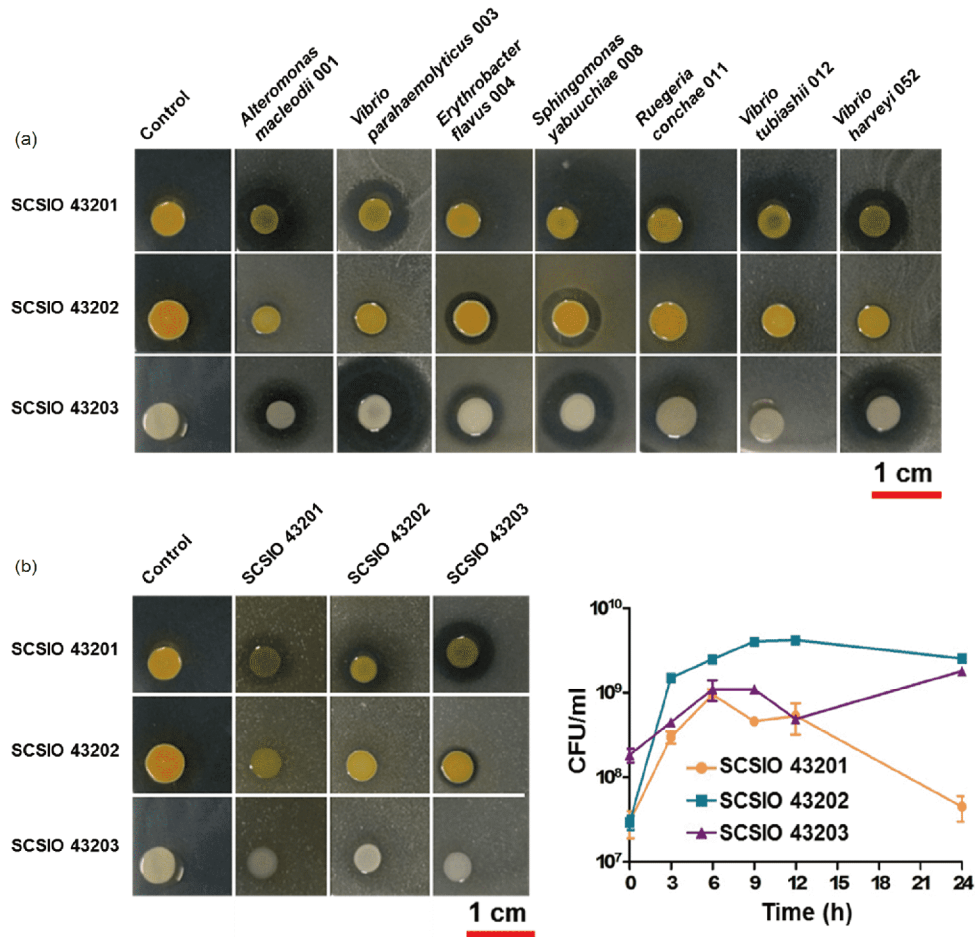 (a)
Control
Alteromonas
macleodii 001
Vibrio
parahaemolyticus 003
Erythrobacter
flavus 004
Sphingomonas
yabuuchiae 008
Ruegeria
conchae 011
Vibrio
tubiashii 012
Vibrio
harveyi 052
SCSIO 43201
SCSIO 43202
SCSIO 43203
1 cm
(b)
Control
SCSIO 43201
SCSIO 43202
SCSIO 43203
SCSIO 43201
SCSIO 43202
SCSIO 43203
1 cm
10¹⁰
10⁹
10⁸
10⁷
CFU/ml
SCSIO 43201
SCSIO 43202
SCSIO 43203
0 3 6 9 12 15 18 21 24
Time (h)